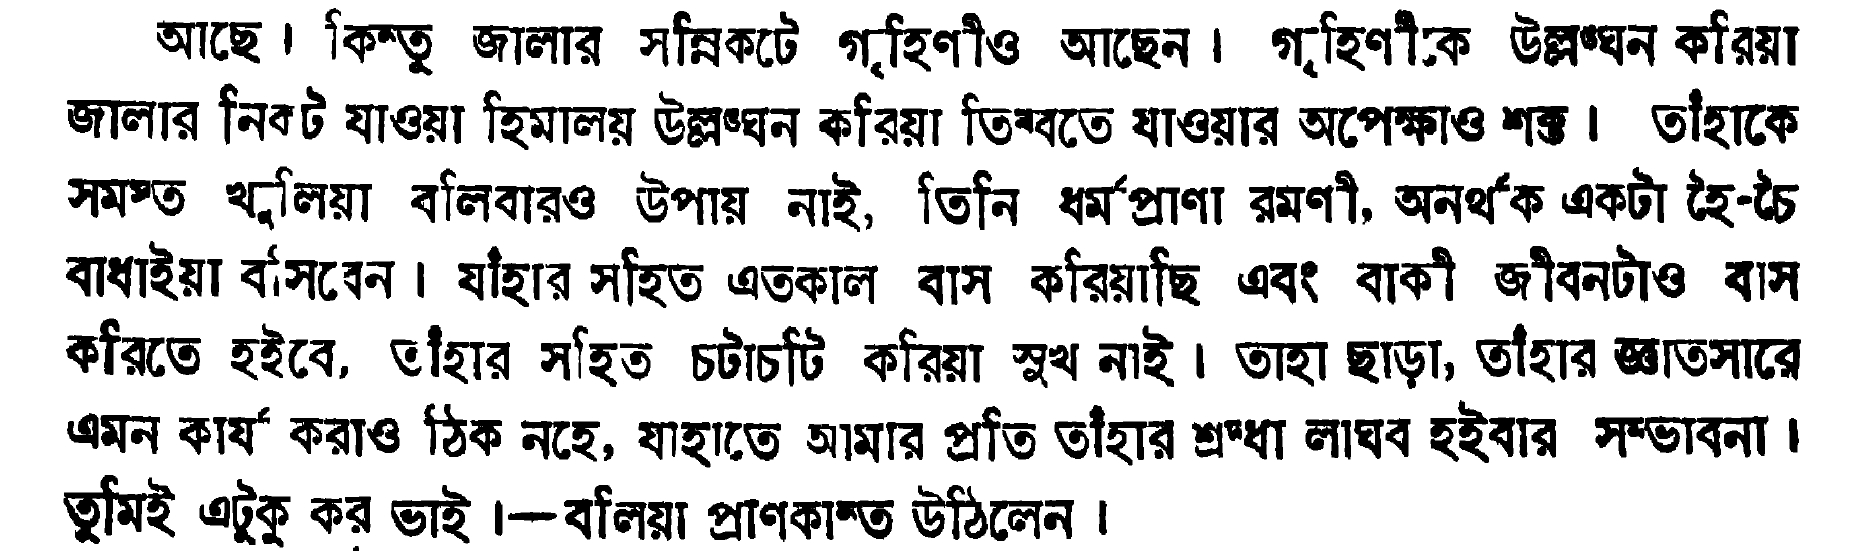 আছে। কিন্তু জালার সন্নিকটে গৃহিণীও আছেন। গৃহিণীকে উল্লঙ্ঘন করিয়া
জালার নিকট যাওয়া হিমালয় উল্লঙ্ঘন করিয়া তিব্বতে যাওয়ার অপেক্ষাও শক্ত। তাঁহাকে
সমস্ত খুলিয়া বলিবারও উপায় নাই, তিনি ধর্মপ্রাণা রমণী, অনর্থক একটা হৈ-চৈ
বাধাইয়া বসিবেন। যাঁহার সহিত এতকাল বাস করিয়াছি এবং বাকী জীবনটাও বাস
করিতে হইবে, তাঁহার সহিত চটাচটি করিয়া সুখ নাই। তাহা ছাড়া, তাঁহার জ্ঞাতসারে
এমন কার্য করাও ঠিক নহে, যাহাতে আমার প্রতি তাঁহার শ্রদ্ধা লাঘব হইবার সম্ভাবনা।
তুমিই এটুকু কর ভাই।—বলিয়া প্রাণকান্ত উঠিলেন।